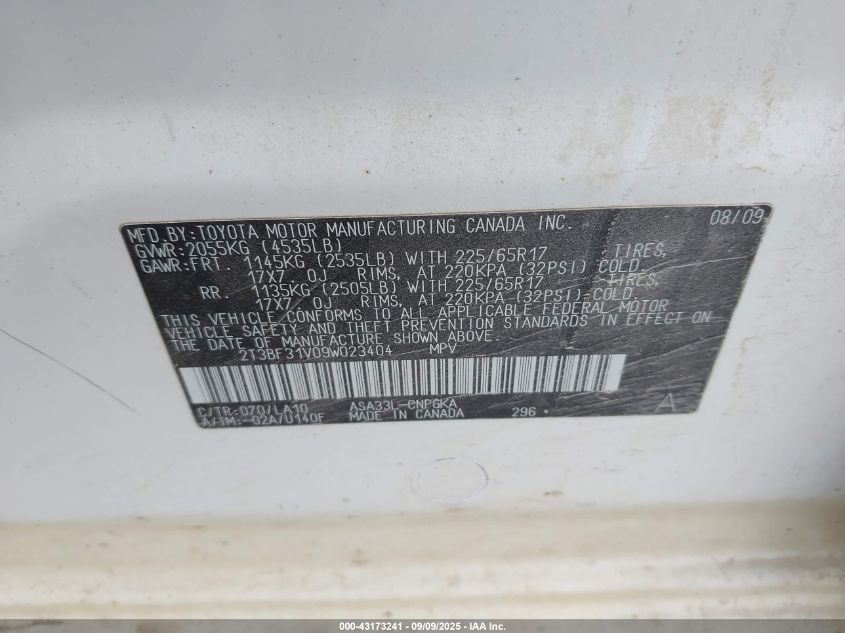 MFD.BY:TOYOTA MOTOR MANUFACTURING CANADA INC. 08/09
GVWR:2055KG (4535LB)
GAWR:FRT. 1145KG (2535LB) WITH 225/65R17 TIRES,
17X7 0J RIMS, AT 220KPA (32PSI) COLD
RR. 1135KG (2505LB) WITH 225/65R17 TIRES,
17X7 0J RIMS, AT 220KPA (32PSI) COLD.
THIS VEHICLE CONFORMS TO ALL APPLICABLE FEDERAL MOTOR
VEHICLE SAFETY AND THEFT PREVENTION STANDARDS IN EFFECT ON
THE DATE OF MANUFACTURE SHOWN ABOVE.
2T3BF31V09W023404 MPV
C/TR:070/LA10 ASA33L-CNPGKA
A/TM:-02A/U140F MADE IN CANADA 296 A
000-43173241 - 09/09/2025 - IAA Inc.